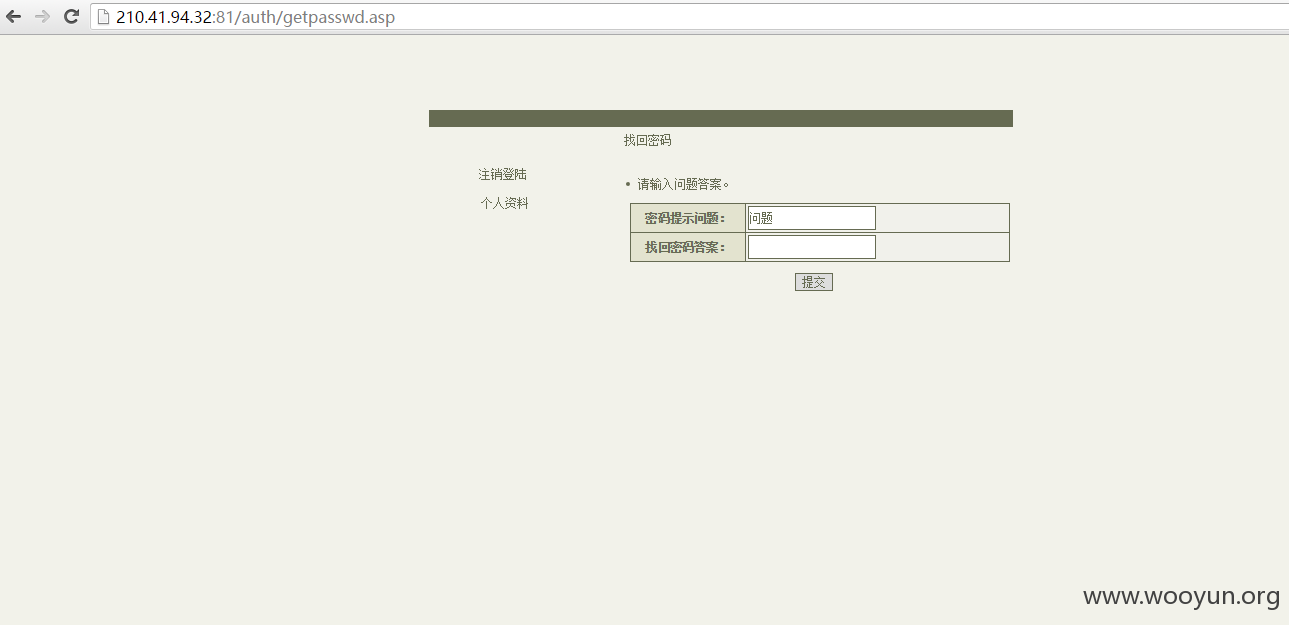 210.41.94.32:81/auth/getpasswd.asp
找回密码
注销登陆
个人资料
请输入问题答案。
密码提示问题： 问题
找回密码答案：
提交
www.wooyun.org